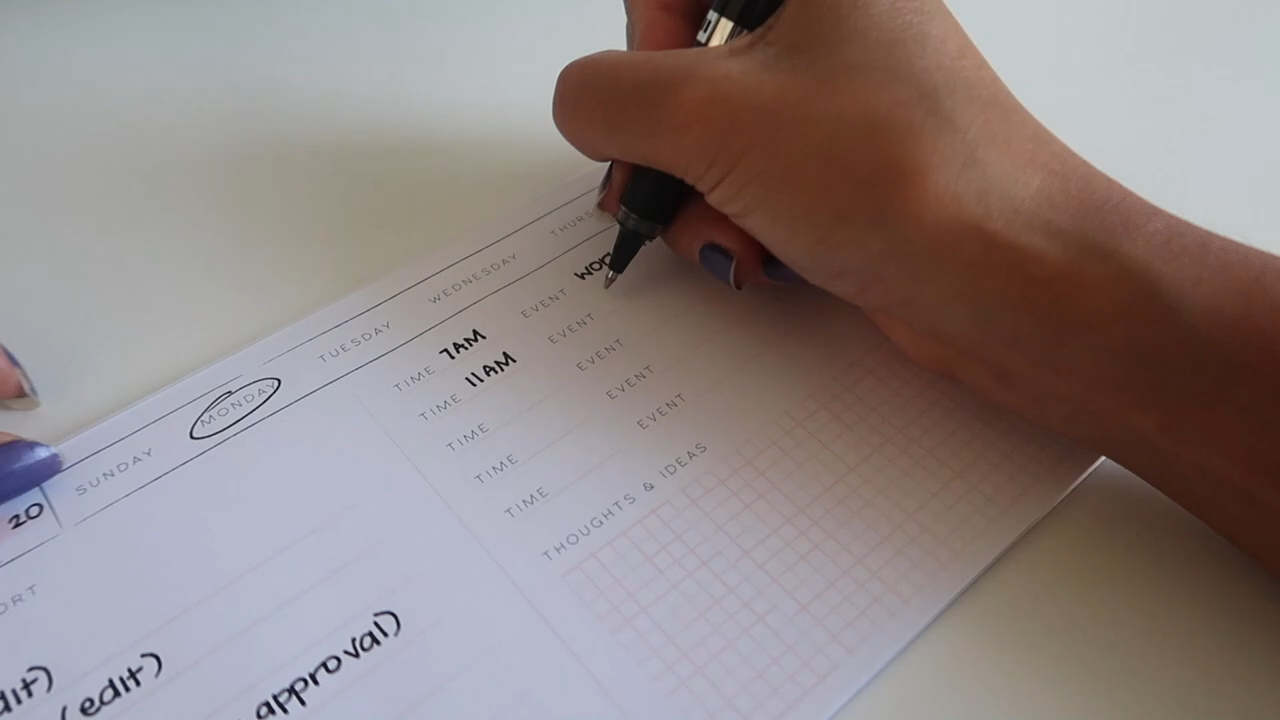 20 SUNDAY MONDAY TUESDAY WEDNESDAY
TIME 7AM EVENT
TIME 11AM EVENT
TIME EVENT
TIME EVENT
TIME EVENT
THOUGHTS & IDEAS
(edit)
approval)